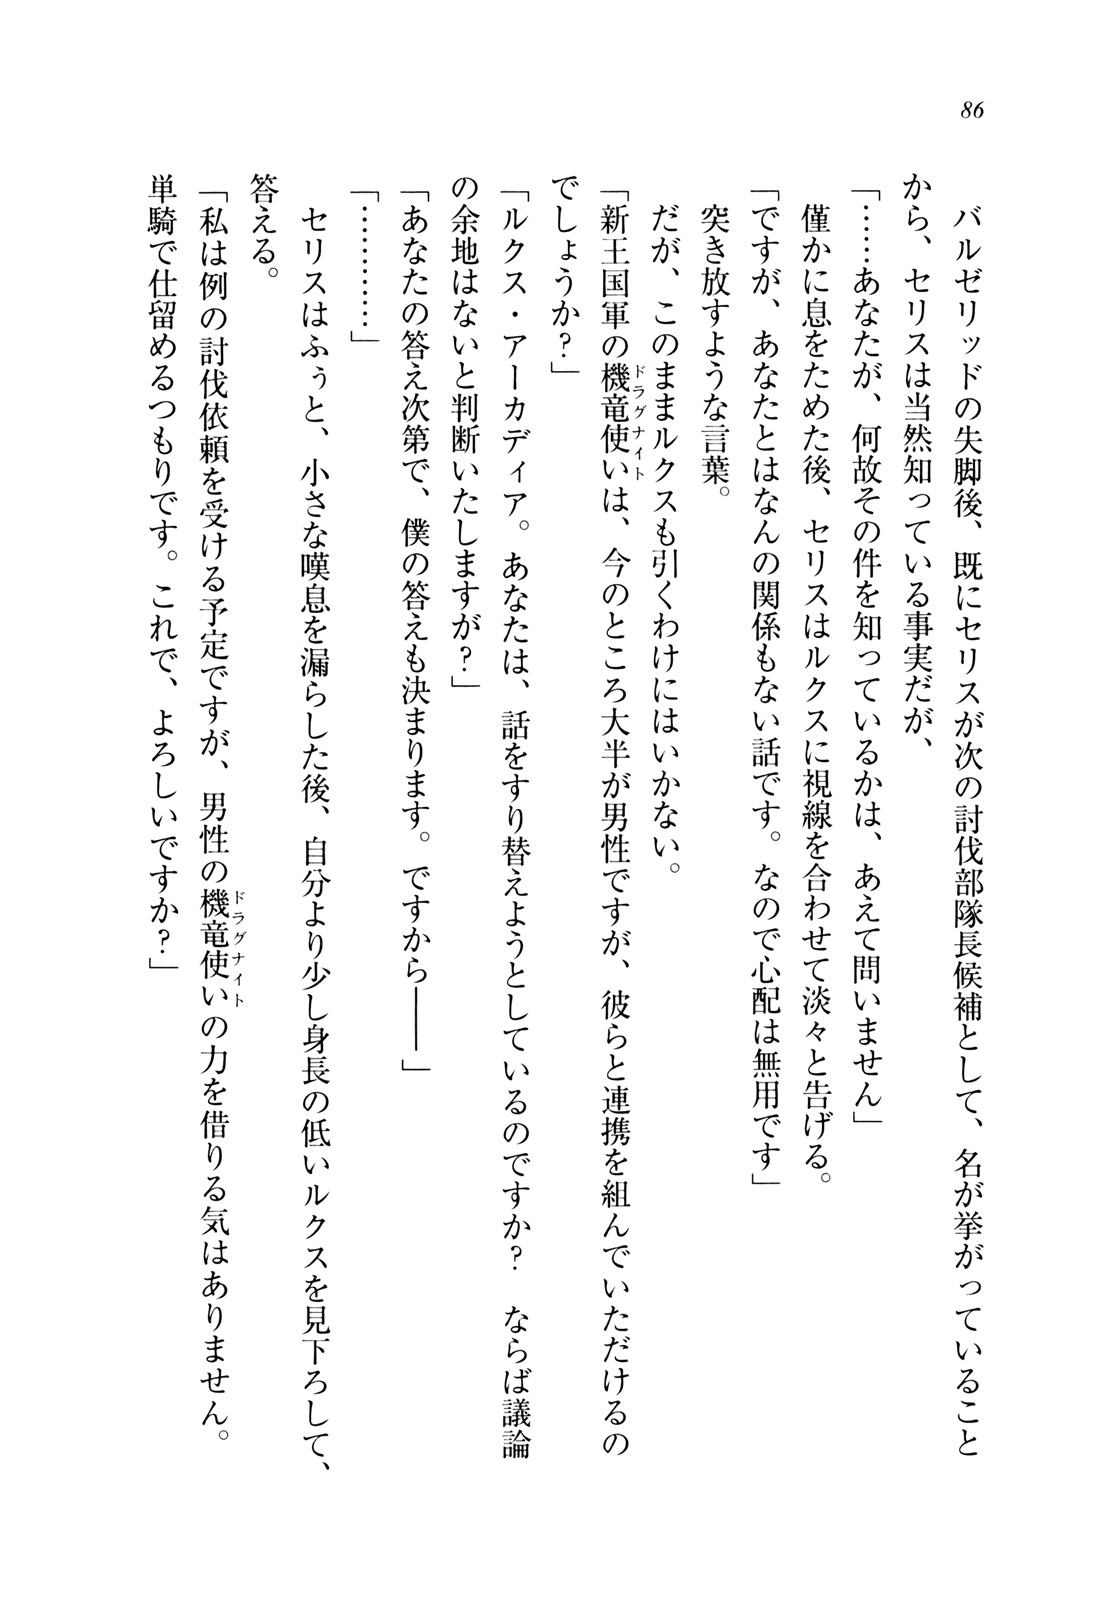 86
バルゼリッドの失脚後、既にセリスが次の討伐部隊長候補として、名が挙がっていること
から、セリスは当然知っている事実だが、
「……あなたが、何故その件を知っているかは、あえて問いません」
僅かに息をためた後、セリスはルクスに視線を合わせて淡々と告げる。
「ですが、あなたとはなんの関係もない話です。なので心配は無用です」
突き放すような言葉。
だが、このままルクスも引くわけにはいかない。
「新王国軍の機竜使いは、今のところ大半が男性ですが、彼らと連携を組んでいただけるの
ドラグナイト
でしょうか?」
「ルクス・アーカディア。あなたは、話をすり替えようとしているのですか?　ならば議論
の余地はないと判断いたしますが?」
「あなたの答え次第で、僕の答えも決まります。ですから――」
「…………」
セリスはふぅと、小さな嘆息を漏らした後、自分より少し身長の低いルクスを見下ろして、
答える。
「私は例の討伐依頼を受ける予定ですが、男性の機竜使いの力を借りる気はありません。
ドラグナイト
単騎で仕留めるつもりです。これで、よろしいですか?」